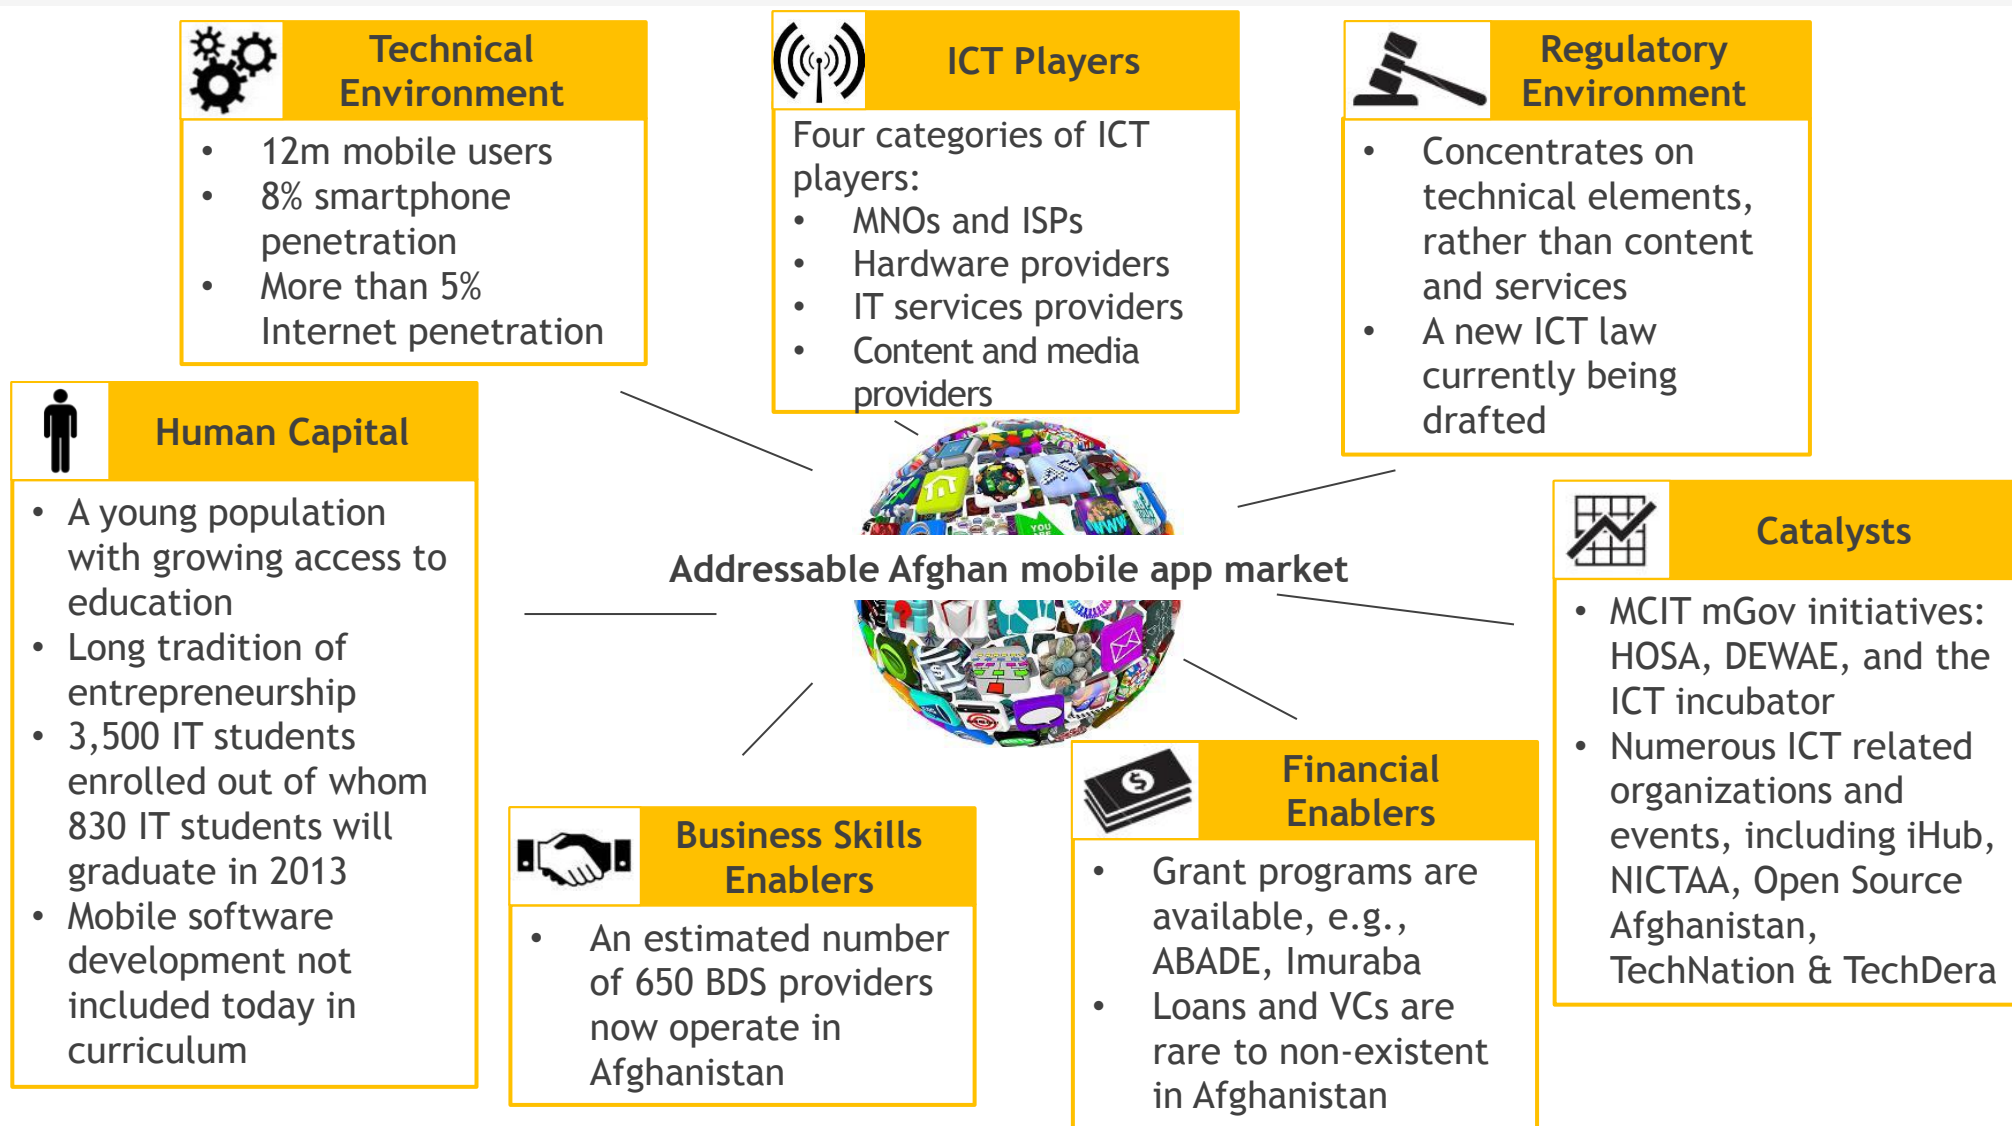 Technical
Environment
• 12m mobile users
• 8% smartphone
penetration
• More than 5%
Internet penetration
ICT Players
Four categories of ICT
players:
• MNOs and ISPs
• Hardware providers
• IT services providers
• Content and media
providers
Regulatory
Environment
• Concentrates on
technical elements,
rather than content
and services
• A new ICT law
currently being
drafted
Human Capital
• A young population
with growing access to
education
• Long tradition of
entrepreneurship
• 3,500 IT students
enrolled out of whom
830 IT students will
graduate in 2013
• Mobile software
development not
included today in
curriculum
Addressable Afghan mobile app market
Catalysts
• MCIT mGov initiatives:
HOSA, DEWAE, and the
ICT incubator
• Numerous ICT related
organizations and
events, including iHub,
NICTAA, Open Source
Afghanistan,
TechNation & TechDera
Business Skills
Enablers
• An estimated number
of 650 BDS providers
now operate in
Afghanistan
Financial
Enablers
• Grant programs are
available, e.g.,
ABADE, Imuraba
• Loans and VCs are
rare to non-existent
in Afghanistan
YOU
WWW